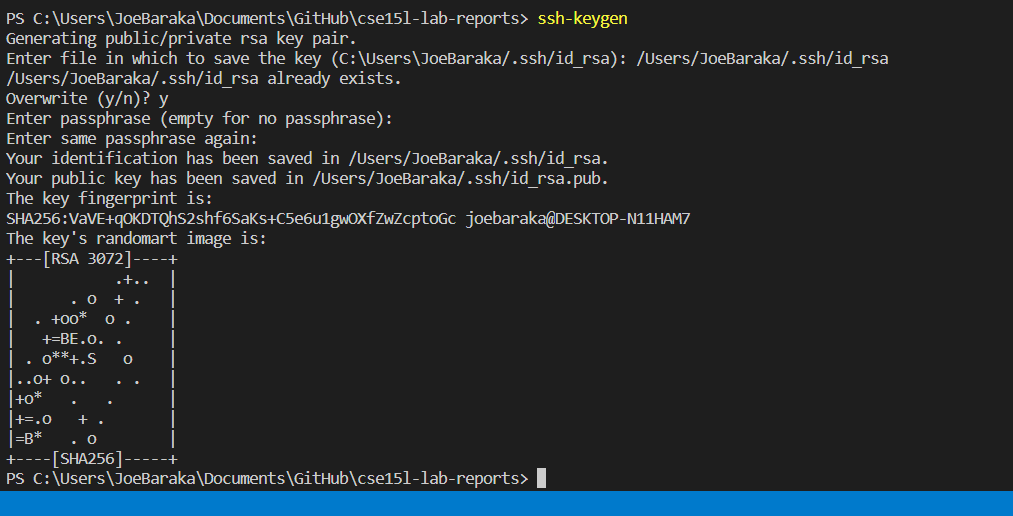 PS C:\Users\JoeBaraka\Documents\GitHub\cse15l-lab-reports> ssh-keygen
Generating public/private rsa key pair.
Enter file in which to save the key (C:\Users\JoeBaraka/.ssh/id_rsa): /Users/JoeBaraka/.ssh/id_rsa
/Users/JoeBaraka/.ssh/id_rsa already exists.
Overwrite (y/n)? y
Enter passphrase (empty for no passphrase):
Enter same passphrase again:
Your identification has been saved in /Users/JoeBaraka/.ssh/id_rsa.
Your public key has been saved in /Users/JoeBaraka/.ssh/id_rsa.pub.
The key fingerprint is:
SHA256:VaVE+qOKDTQhS2shf6SaKs+C5e6u1gwOXfZwZcptoGc joebaraka@DESKTOP-N11HAM7
The key's randomart image is:
+---[RSA 3072]----+
|          .+..  |
|      . o  + .   |
|  . +oo*  o .    |
|   +=BE.o. .     |
| . o**+.S   o    |
|..o+ o..   . .   |
|+o*   .   .      |
|+=.o   + .       |
|=B*   . o        |
+----[SHA256]-----+
PS C:\Users\JoeBaraka\Documents\GitHub\cse15l-lab-reports>